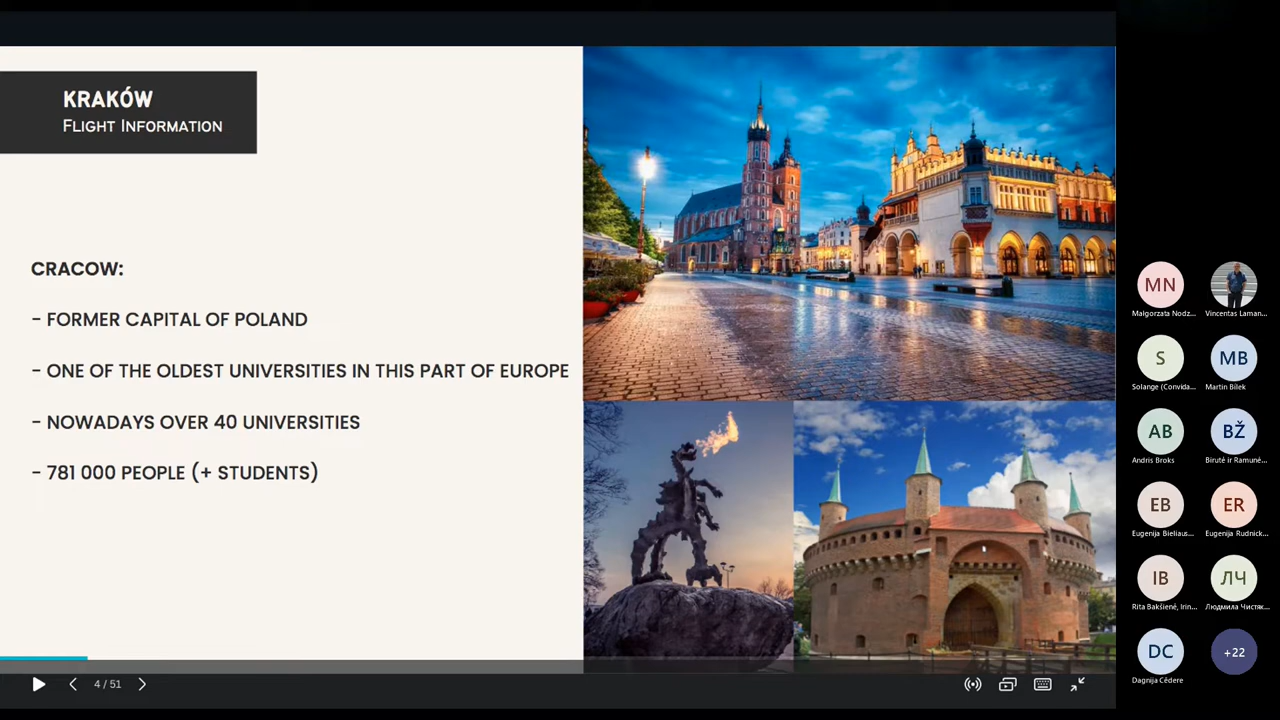 KRAKÓW
FLIGHT INFORMATION
CRACOW:
- FORMER CAPITAL OF POLAND
- ONE OF THE OLDEST UNIVERSITIES IN THIS PART OF EUROPE
- NOWADAYS OVER 40 UNIVERSITIES
- 781 000 PEOPLE (+ STUDENTS)
4 / 51
MN
Małgorzata Nodz...
Vincentas Laman...
S
MB
Solange (Convida...
Martin Bílek
AB
BŽ
Andris Broks
Birutė ir Ramunė...
EB
ER
Eugenija Bieliaus...
Eugenija Rudnick...
IB
ЛЧ
Rita Bakšienė, Irin...
Людмила Чистяк...
DC
+22
Dagnija Cēdere